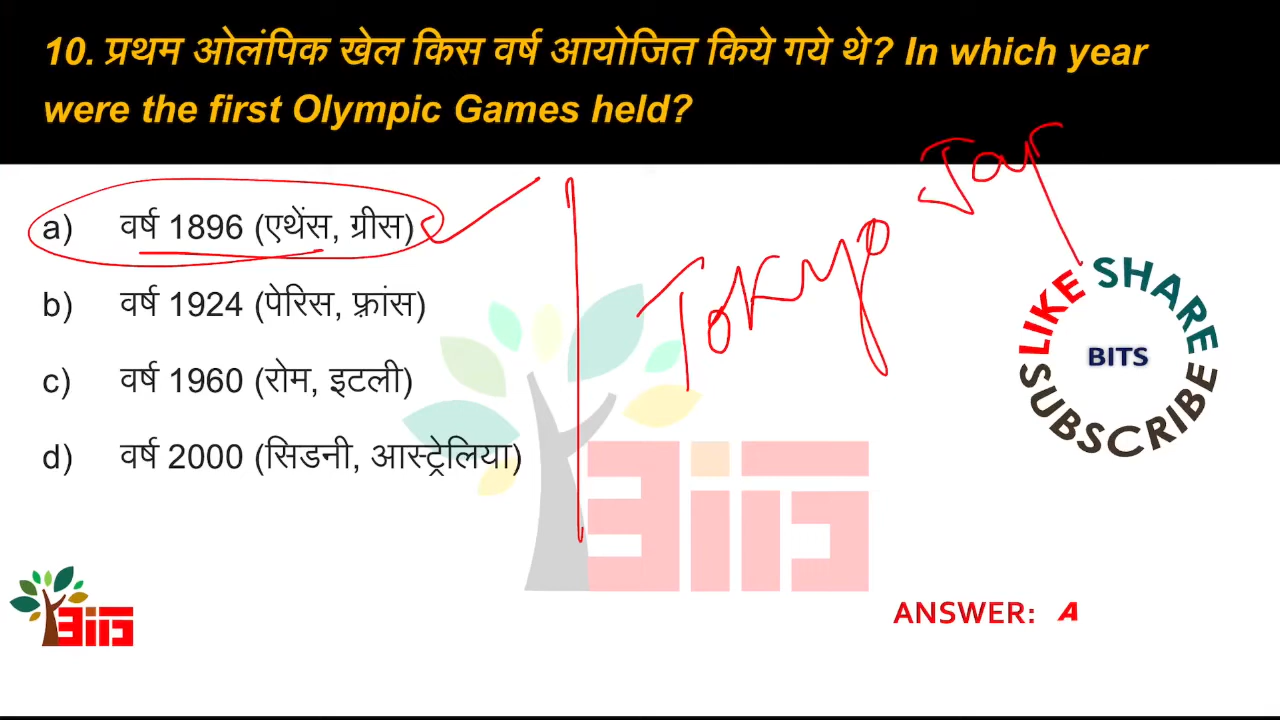 10. प्रथम ओलंपिक खेल किस वर्ष आयोजित किये गये थे? In which year
were the first Olympic Games held?
a) वर्ष 1896 (एथेंस, ग्रीस)
b) वर्ष 1924 (पेरिस, फ़्रांस)
c) वर्ष 1960 (रोम, इटली)
d) वर्ष 2000 (सिडनी, आस्ट्रेलिया)
Tokyo
LIKE SHARE
BITS
SUBSCRIBE
ANSWER: A